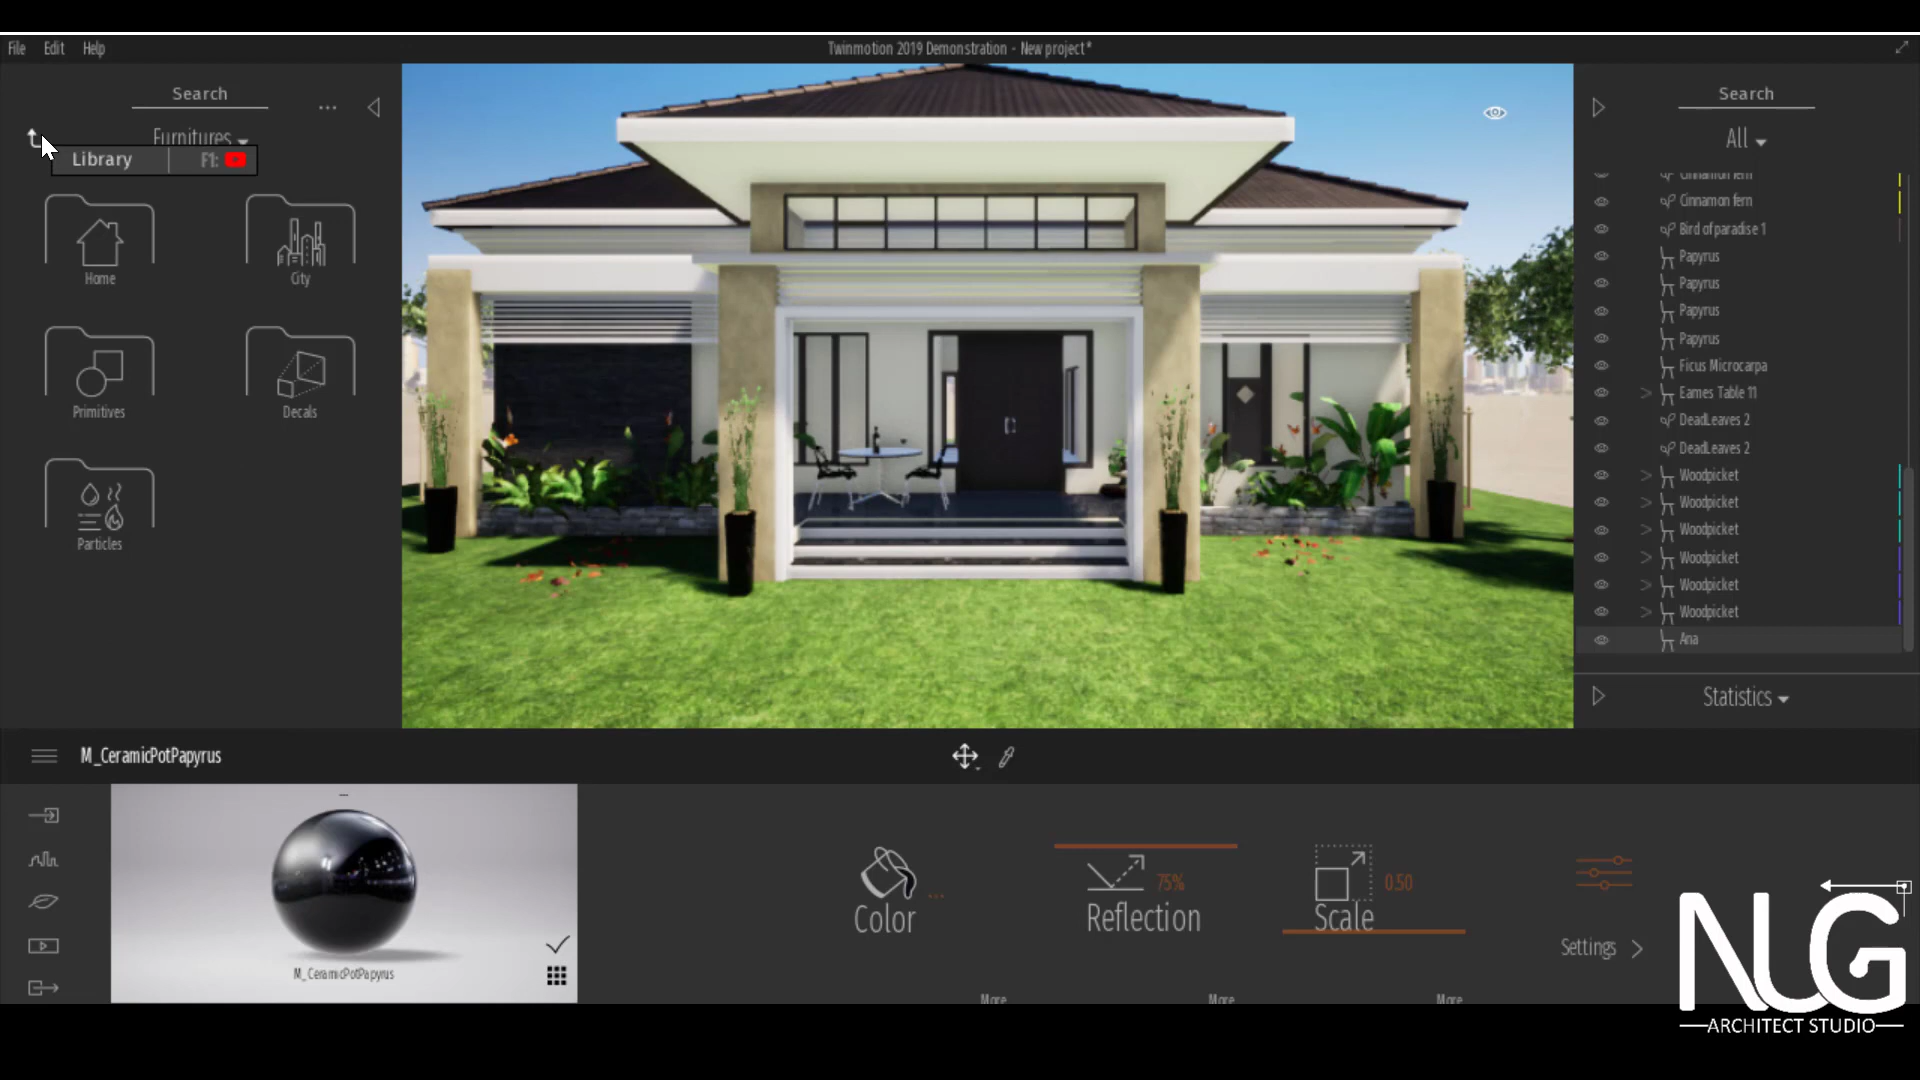 File Edit Help
Twinmotion 2019 Demonstration - New project*
Search
...
Furnitures
Library F1:
Home
City
Primitives
Decals
Particles
Search
All
Cinnamon fern
Cinnamon fern
Bird of paradise 1
Papyrus
Papyrus
Papyrus
Papyrus
Ficus Microcarpa
> Eames Table 11
DeadLeaves 2
DeadLeaves 2
> Woodpicket
> Woodpicket
> Woodpicket
> Woodpicket
> Woodpicket
> Woodpicket
Ana
Statistics
M_CeramicPotPapyrus
M_CeramicPotPapyrus
Color ...
75%
Reflection
0.50
Scale
Settings >
More
More
More
NLG
ARCHITECT STUDIO